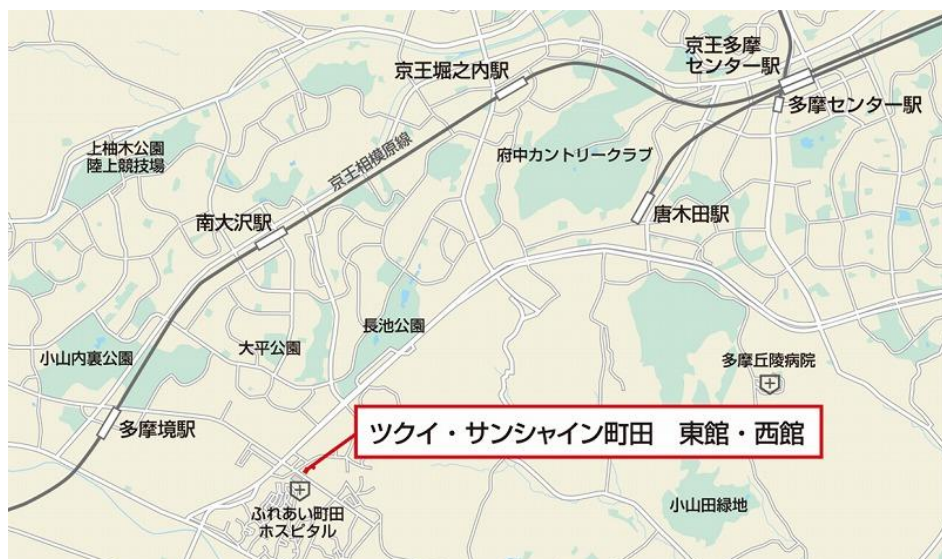 京王堀之内駅
京王多摩
センター駅
多摩センター駅
上柚木公園
陸上競技場
京王相模原線
府中カントリークラブ
南大沢駅
唐木田駅
長池公園
小山内裏公園
大平公園
多摩丘陵病院
多摩境駅
ツクイ・サンシャイン町田　東館・西館
ふれあい町田
ホスピタル
小山田緑地